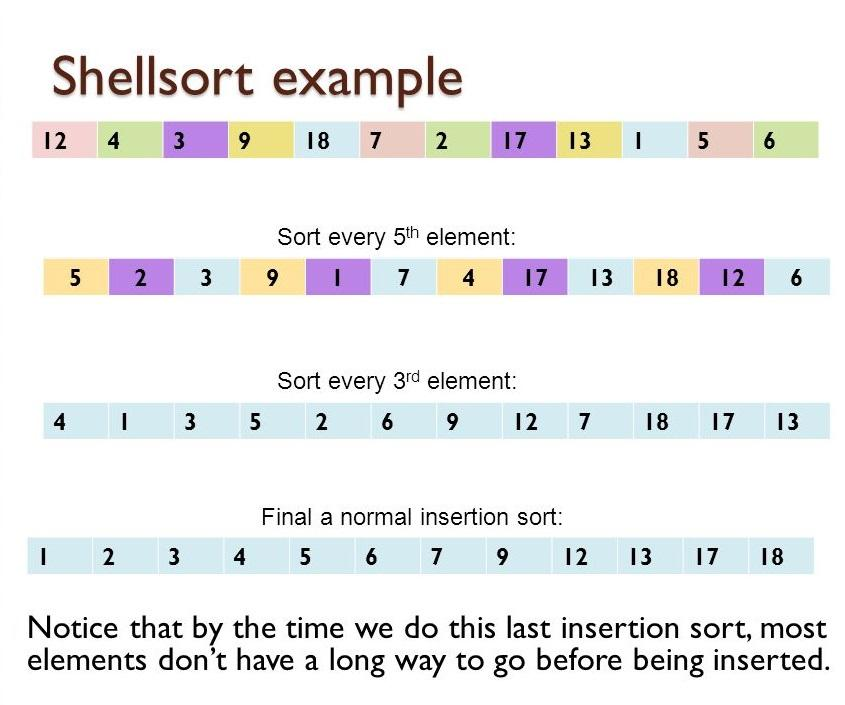 Shellsort example
12 4 3 9 18 7 2 17 13 1 5 6
Sort every 5th element:
5 2 3 9 1 7 4 17 13 18 12 6
Sort every 3rd element:
4 1 3 5 2 6 9 12 7 18 17 13
Final a normal insertion sort:
1 2 3 4 5 6 7 9 12 13 17 18
Notice that by the time we do this last insertion sort, most
elements don't have a long way to go before being inserted.